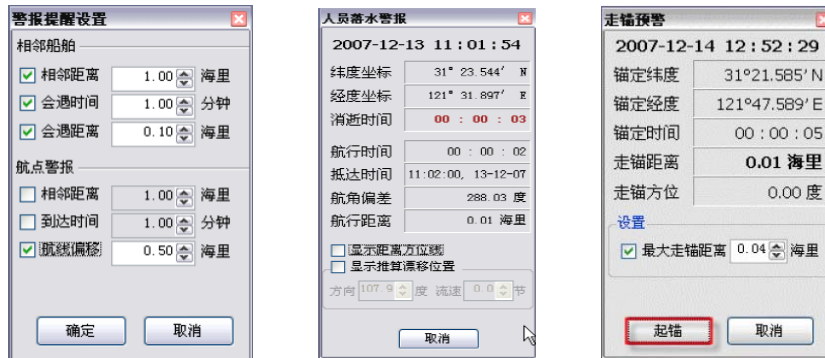 警报提醒设置
相邻船舶
相邻距离 1.00 海里
会遇时间 1.00 分钟
会遇距离 0.10 海里
航点警报
相邻距离 1.00 海里
到达时间 1.00 分钟
航线偏移 0.50 海里
确定 取消
人员落水警报
2007-12-13 11:01:54
纬度坐标 31° 23.544′ N
经度坐标 121° 31.897′ E
消逝时间 00 : 00 : 03
航行时间 00 : 00 : 02
抵达时间 11:02:00, 13-12-07
航角偏差 288.03 度
航行距离 0.01 海里
显示距离方位线
显示推算漂移位置
方向 107.9 度 流速 0.0 节
取消
走锚预警
2007-12-14 12:52:29
锚定纬度 31°21.585′N
锚定经度 121°47.589′E
锚定时间 00:00:05
走锚距离 0.01 海里
走锚方位 0.00 度
设置
最大走锚距离 0.04 海里
起锚 取消